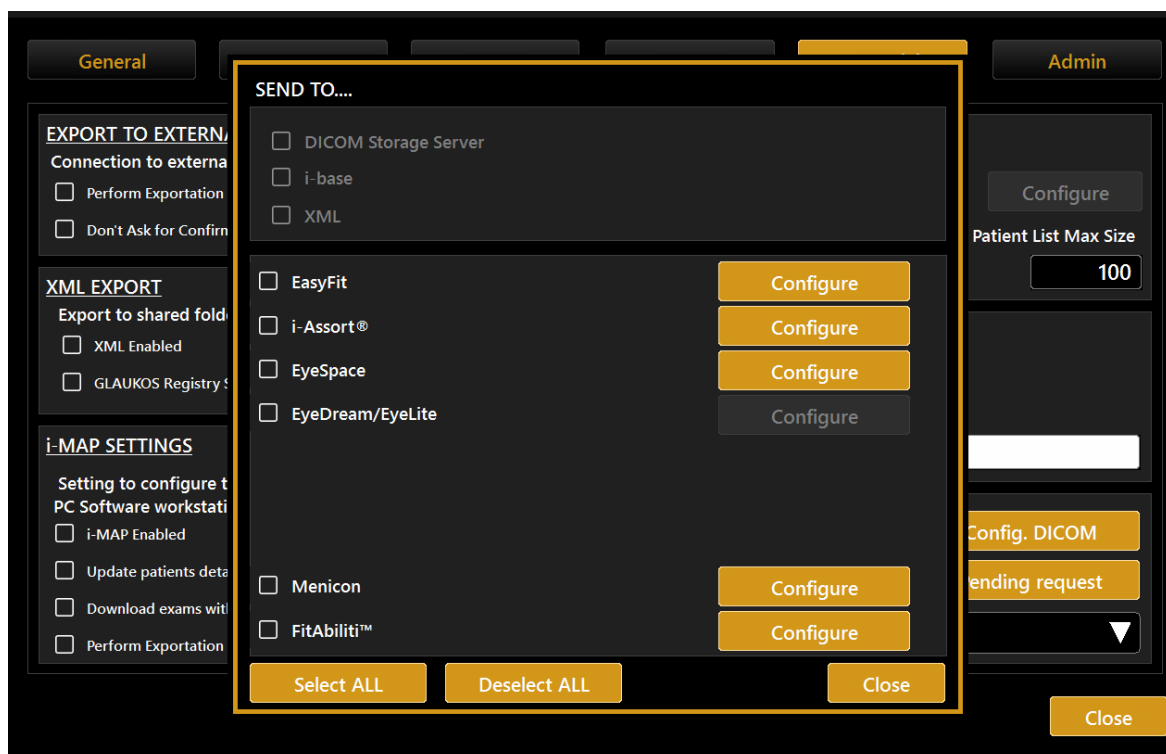 General
Admin
SEND TO....
DICOM Storage Server
i-base
XML
EasyFit
Configure
i-Assort®
Configure
EyeSpace
Configure
EyeDream/EyeLite
Configure
Menicon
Configure
FitAbiliti™
Configure
Select ALL
Deselect ALL
Close
EXPORT TO EXTERNA
Connection to externa
Perform Exportation
Don't Ask for Confirn
XML EXPORT
Export to shared fold
XML Enabled
GLAUKOS Registry S
i-MAP SETTINGS
Setting to configure t
PC Software workstati
i-MAP Enabled
Update patients deta
Download exams wit
Perform Exportation
Configure
Patient List Max Size
100
Config. DICOM
ending request
Close